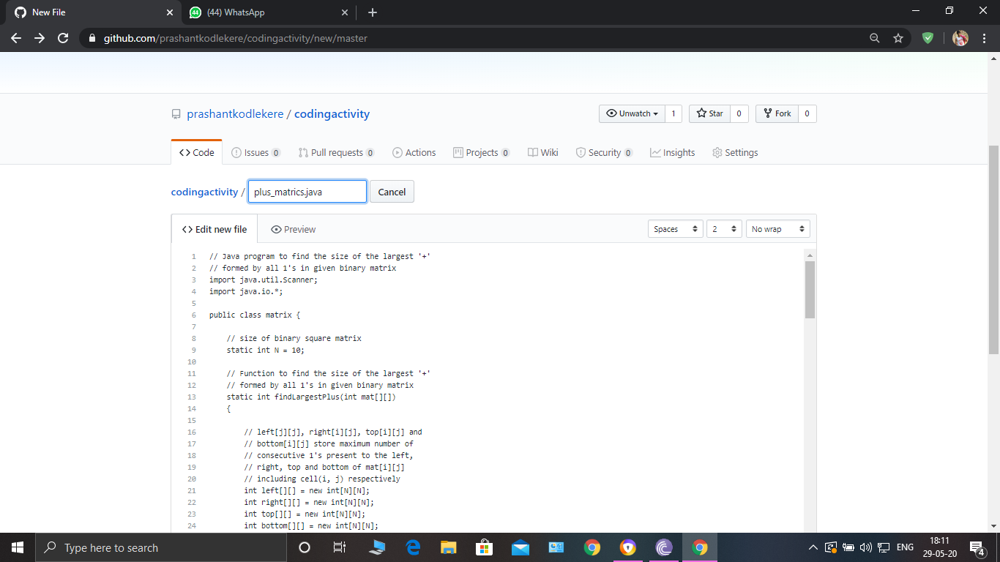 New File
(44) WhatsApp
github.com/prashantkodlekere/codingactivity/new/master
prashantkodlekere / codingactivity
Unwatch 1 Star 0 Fork 0
Code Issues 0 Pull requests 0 Actions Projects 0 Wiki Security 0 Insights Settings
codingactivity / plus_matrics.java Cancel
<> Edit new file Preview Spaces 2 No wrap
1 // Java program to find the size of the largest '+'
2 // formed by all 1's in given binary matrix
3 import java.util.Scanner;
4 import java.io.*;
5
6 public class matrix {
7
8 // size of binary square matrix
9 static int N = 10;
10
11 // Function to find the size of the largest '+'
12 // formed by all 1's in given binary matrix
13 static int findLargestPlus(int mat[][])
14 {
15
16 // left[j][j], right[i][j], top[i][j] and
17 // bottom[i][j] store maximum number of
18 // consecutive 1's present to the left,
19 // right, top and bottom of mat[i][j]
20 // including cell(i, j) respectively
21 int left[][] = new int[N][N];
22 int right[][] = new int[N][N];
23 int top[][] = new int[N][N];
24 int bottom[][] = new int[N][N];
Type here to search
ENG
18:11
29-05-20
4